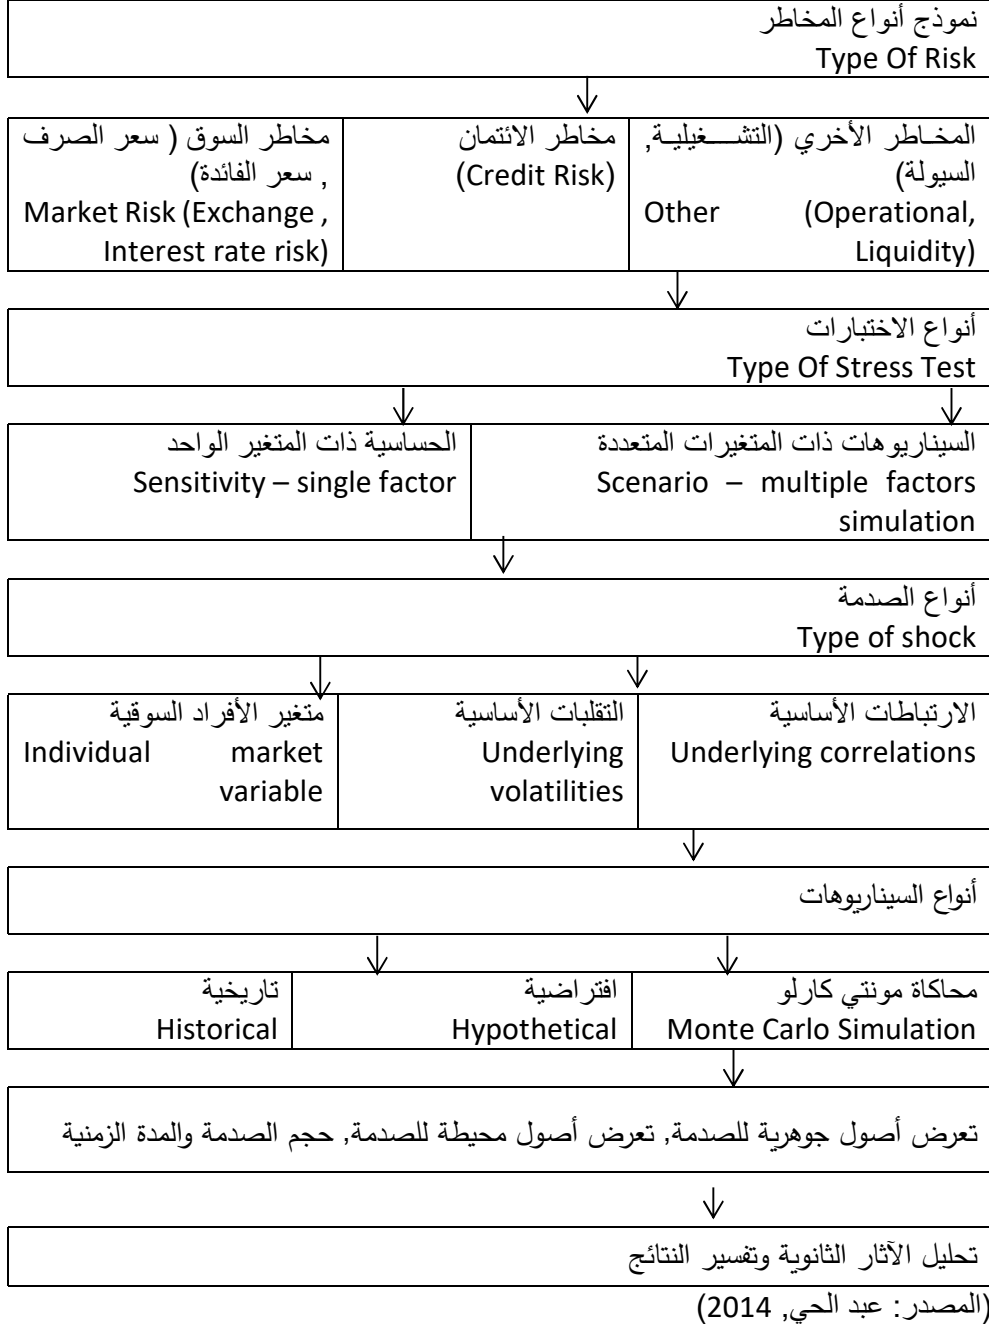 نموذج أنواع المخاطر
Type Of Risk
المخـاطر الأخري (التشــغيليـة,
السيولة)
Other (Operational,
Liquidity)
مخاطر الائتمان
(Credit Risk)
مخاطر السوق ( سعر الصرف
, سعر الفائدة)
Market Risk (Exchange ,
Interest rate risk)
أنواع الاختبارات
Type Of Stress Test
السيناريوهات ذات المتغيرات المتعددة
Scenario – multiple factors
simulation
الحساسية ذات المتغير الواحد
Sensitivity – single factor
أنواع الصدمة
Type of shock
الارتباطات الأساسية
Underlying correlations
التقلبات الأساسية
Underlying
volatilities
متغير الأفراد السوقية
Individual market
variable
أنواع السيناريوهات
محاكاة مونتي كارلو
Monte Carlo Simulation
افتراضية
Hypothetical
تاريخية
Historical
تعرض أصول جوهرية للصدمة, تعرض أصول محيطة للصدمة, حجم الصدمة والمدة الزمنية
تحليل الآثار الثانوية وتفسير النتائج
(المصدر: عبد الحي, 2014)